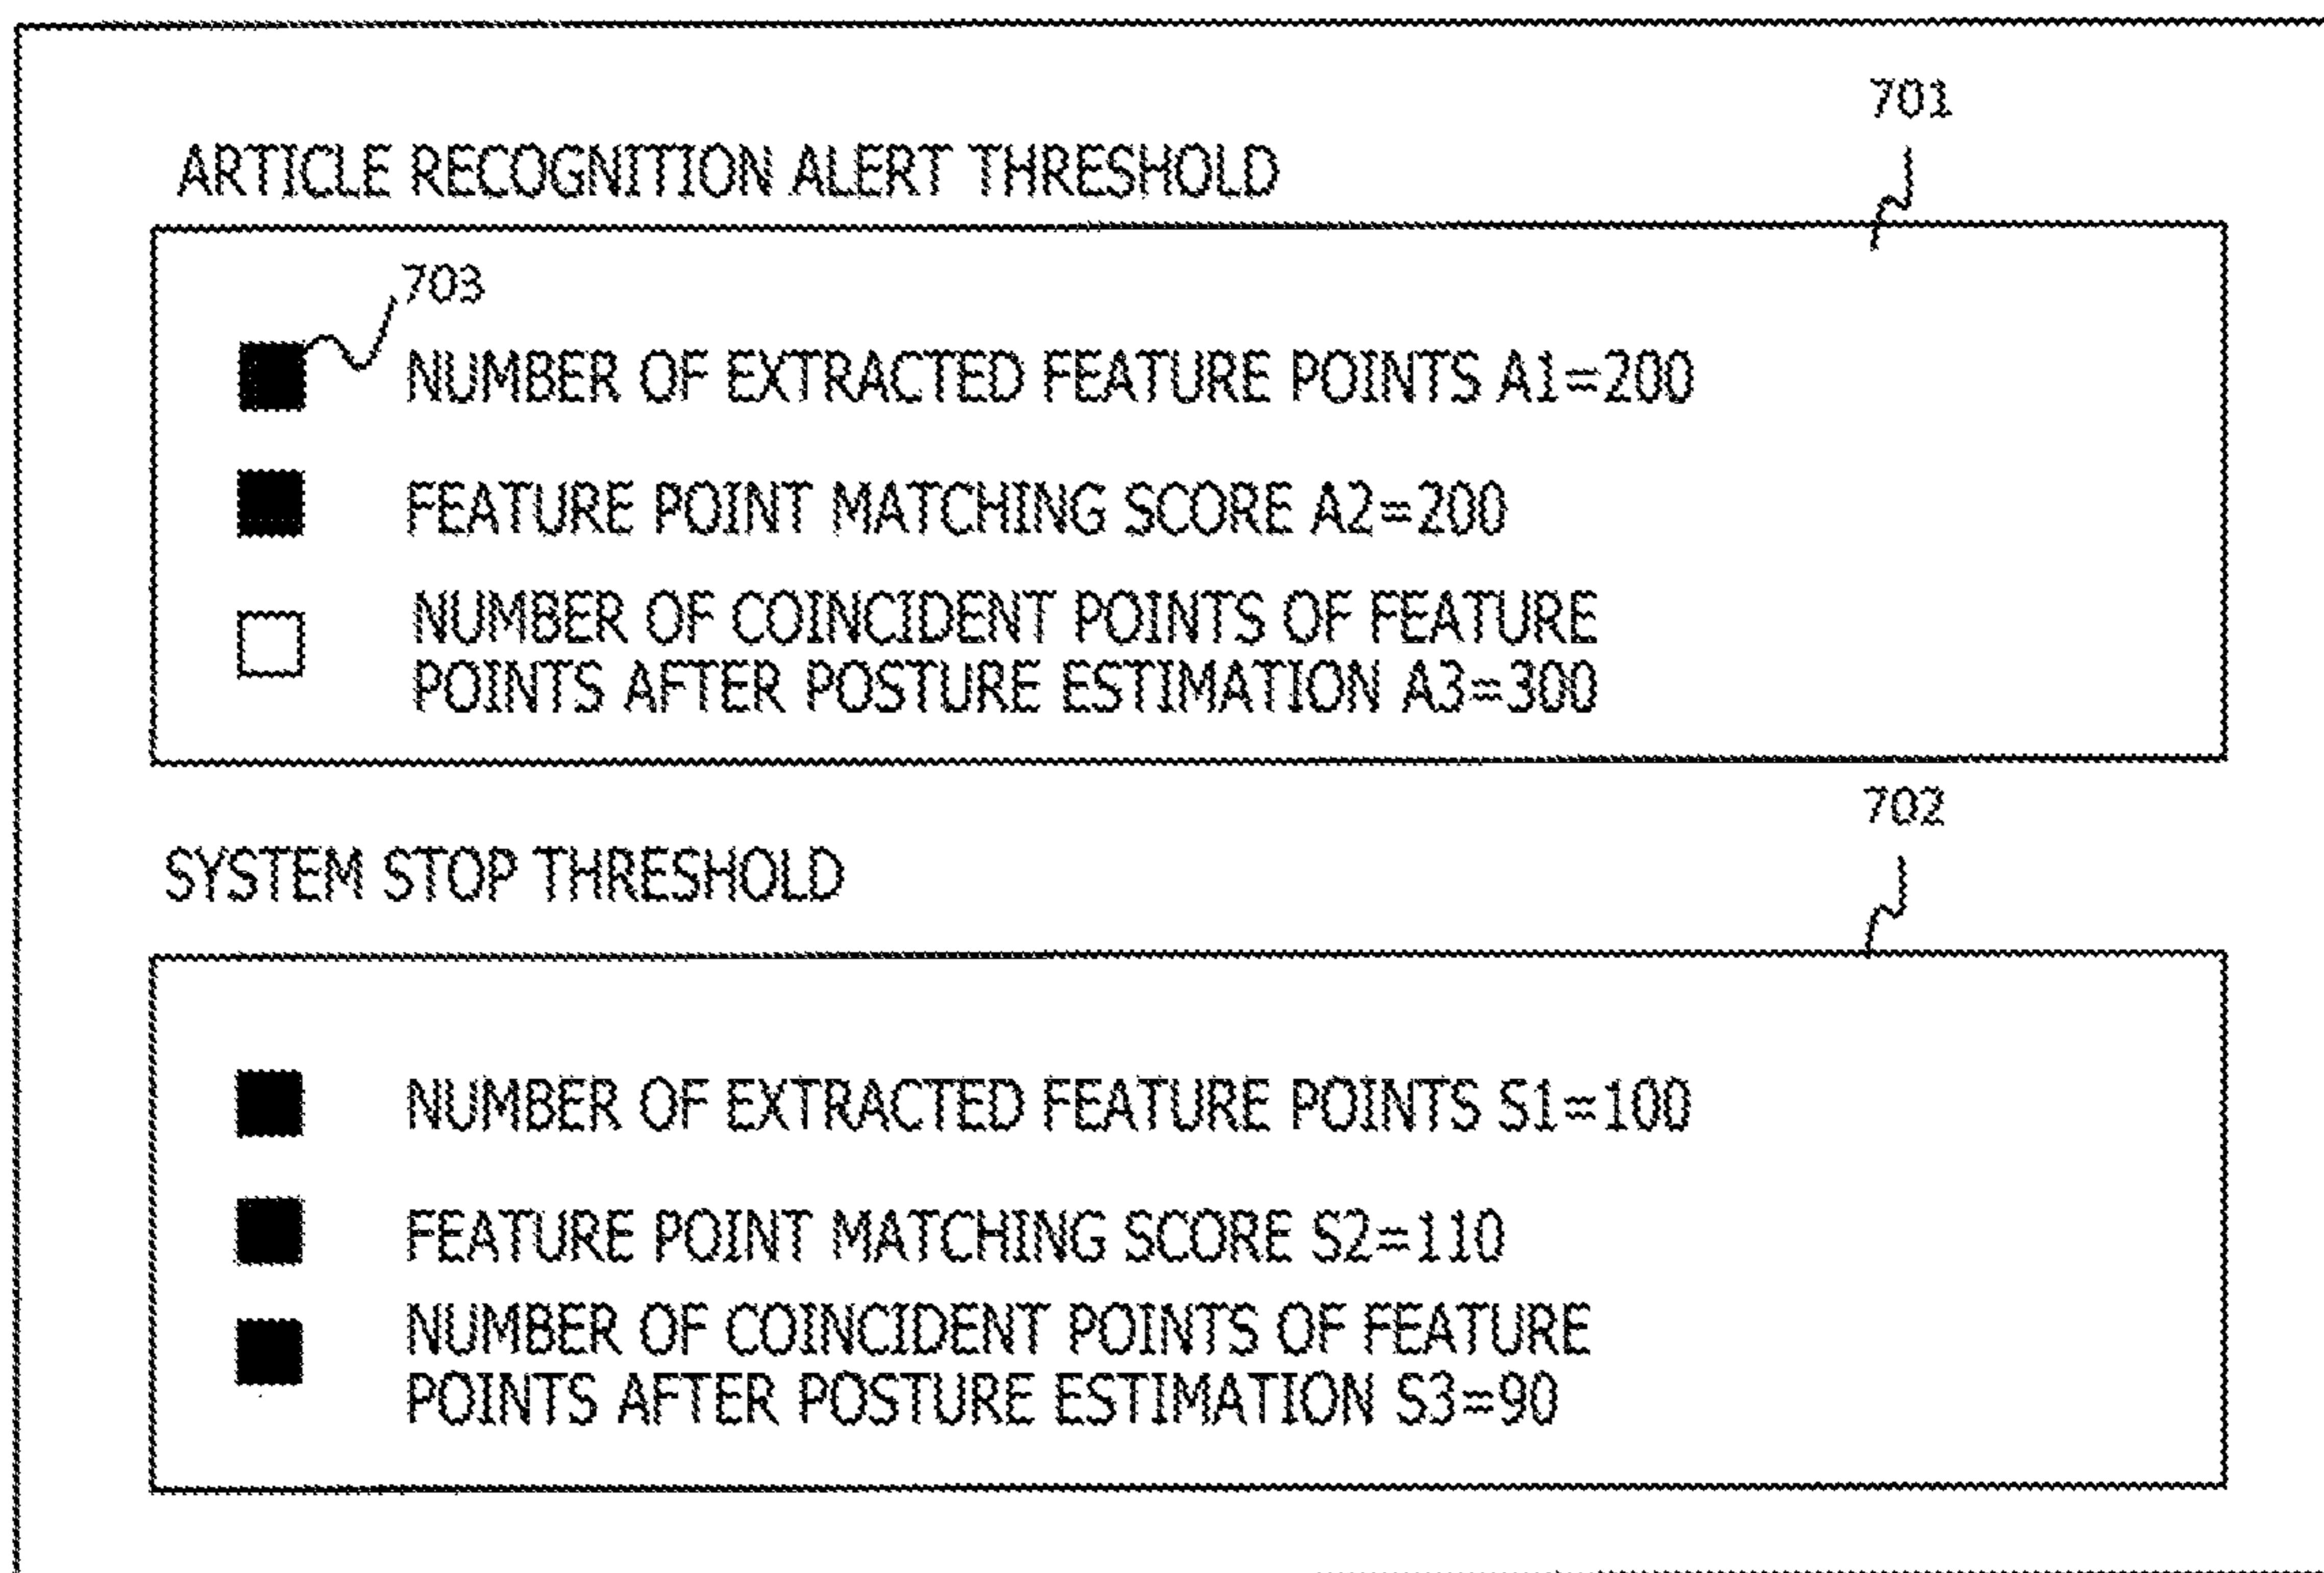 701
ARTICLE RECOGNITION ALERT THRESHOLD
703
NUMBER OF EXTRACTED FEATURE POINTS A1=200
FEATURE POINT MATCHING SCORE A2=200
NUMBER OF COINCIDENT POINTS OF FEATURE
POINTS AFTER POSTURE ESTIMATION A3=300
702
SYSTEM STOP THRESHOLD
NUMBER OF EXTRACTED FEATURE POINTS S1=100
FEATURE POINT MATCHING SCORE S2=110
NUMBER OF COINCIDENT POINTS OF FEATURE
POINTS AFTER POSTURE ESTIMATION S3=90